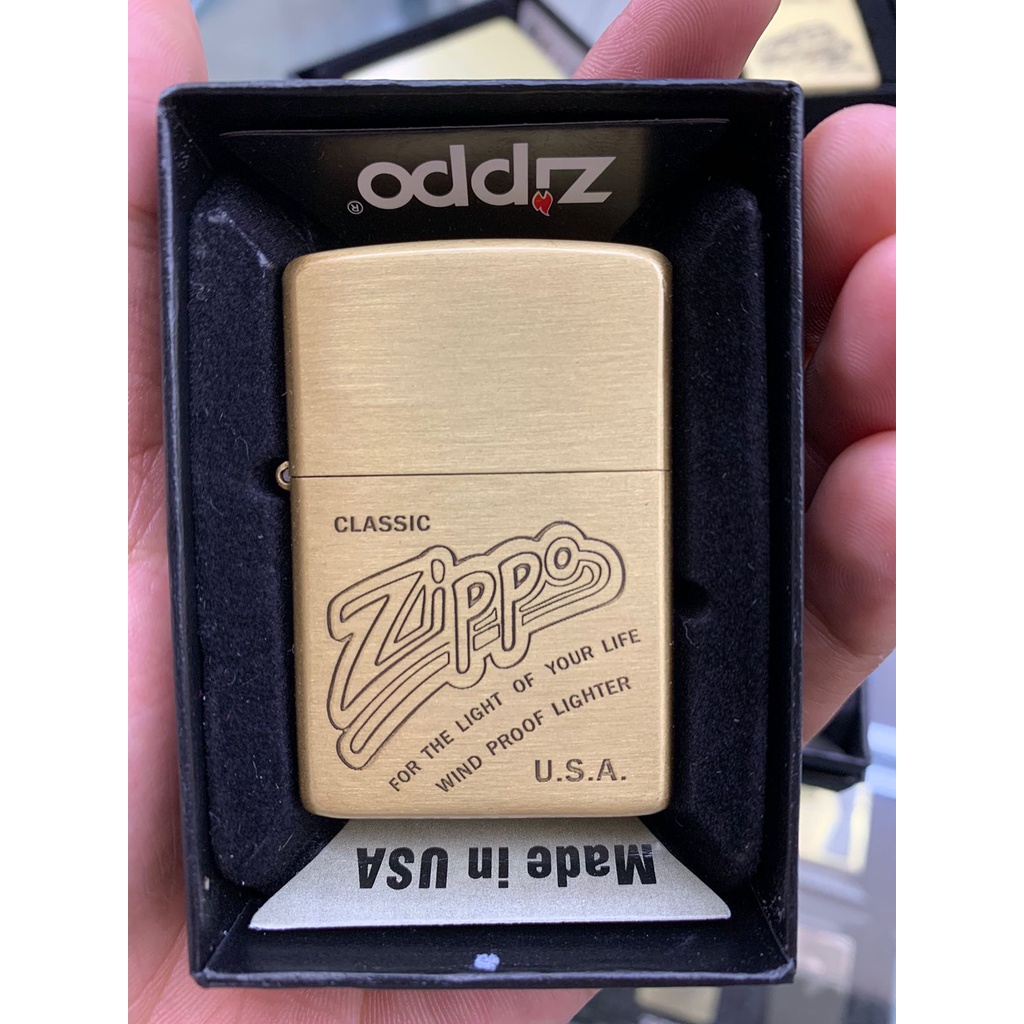 zippo®
CLASSIC
Zippo
FOR THE LIGHT OF YOUR LIFE
WIND PROOF LIGHTER
U.S.A.
Made in USA